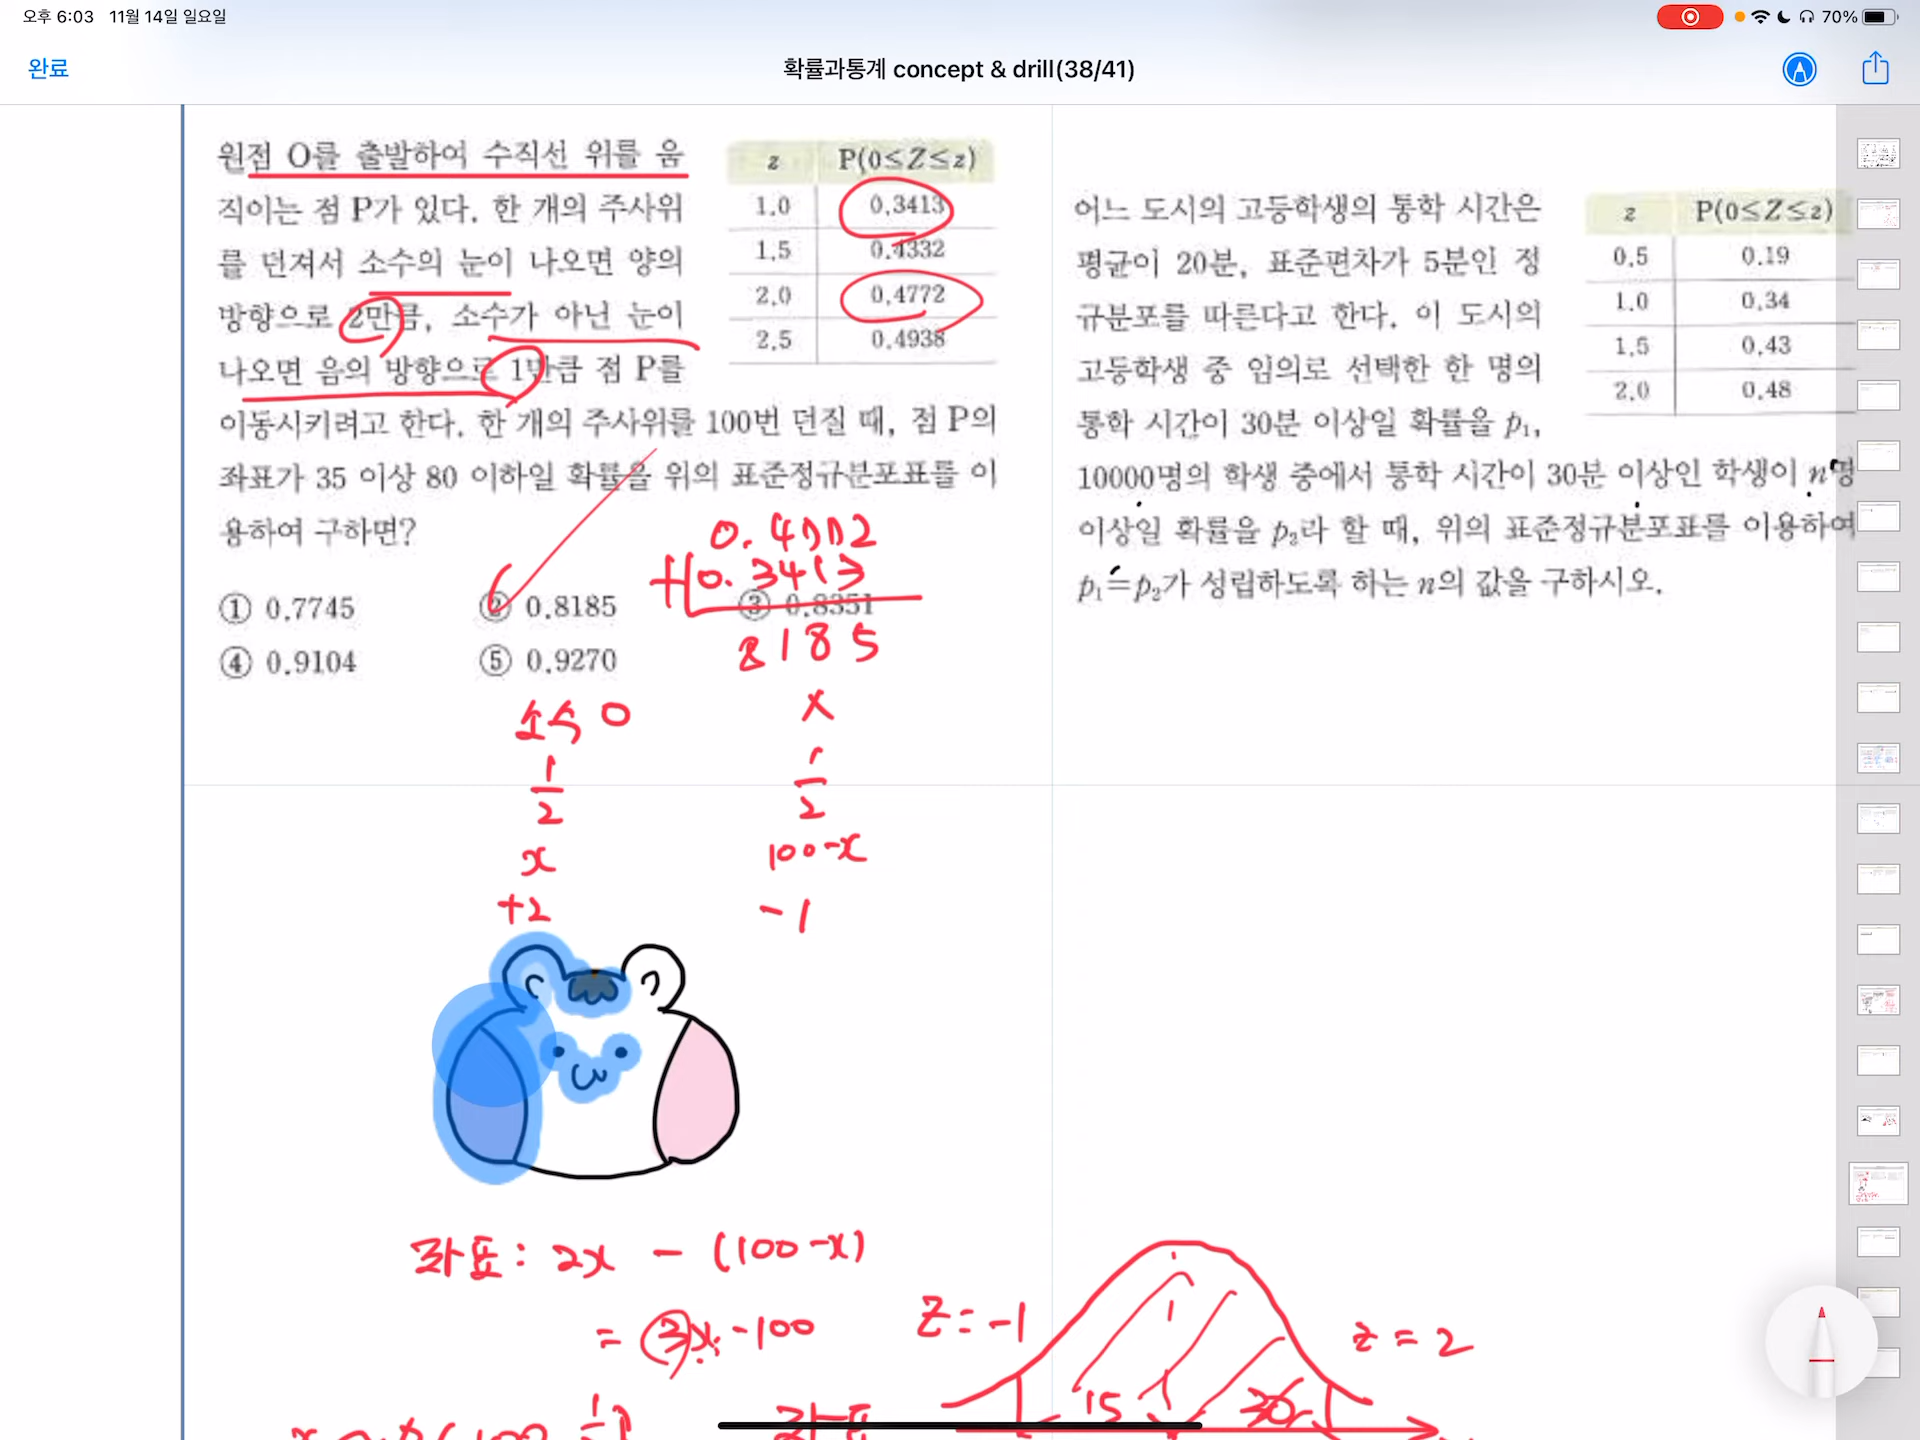 오후 6:03 11월 14일 일요일
70%
완료
확률과통계 concept & drill(38/41)
원점 O를 출발하여 수직선 위를 움
직이는 점 P가 있다. 한 개의 주사위
를 던져서 소수의 눈이 나오면 양의
방향으로 2만큼, 소수가 아닌 눈이
나오면 음의 방향으로 1만큼 점 P를
이동시키려고 한다. 한 개의 주사위를 100번 던질 때, 점 P의
좌표가 35 이상 80 이하일 확률을 위의 표준정규분포표를 이
용하여 구하면?
z P(0≤Z≤z)
1.0 0.3413
1.5 0.4332
2.0 0.4772
2.5 0.4938
① 0.7745 ② 0.8185 ③ 0.8351
④ 0.9104 ⑤ 0.9270
+ 0.3413
8185
소수 O X
1/2 1/2
x 100-x
+2 -1
좌표: 2x - (100-x)
= 3x-100
Z=-1
z=2
15
30
좌표
어느 도시의 고등학생의 통학 시간은
평균이 20분, 표준편차가 5분인 정
규분포를 따른다고 한다. 이 도시의
고등학생 중 임의로 선택한 한 명의
통학 시간이 30분 이상일 확률을 p₁,
10000명의 학생 중에서 통학 시간이 30분 이상인 학생이 n명
이상일 확률을 p₂라 할 때, 위의 표준정규분포표를 이용하여
p₁=p₂가 성립하도록 하는 n의 값을 구하시오.
z P(0≤Z≤z)
0.5 0.19
1.0 0.34
1.5 0.43
2.0 0.48